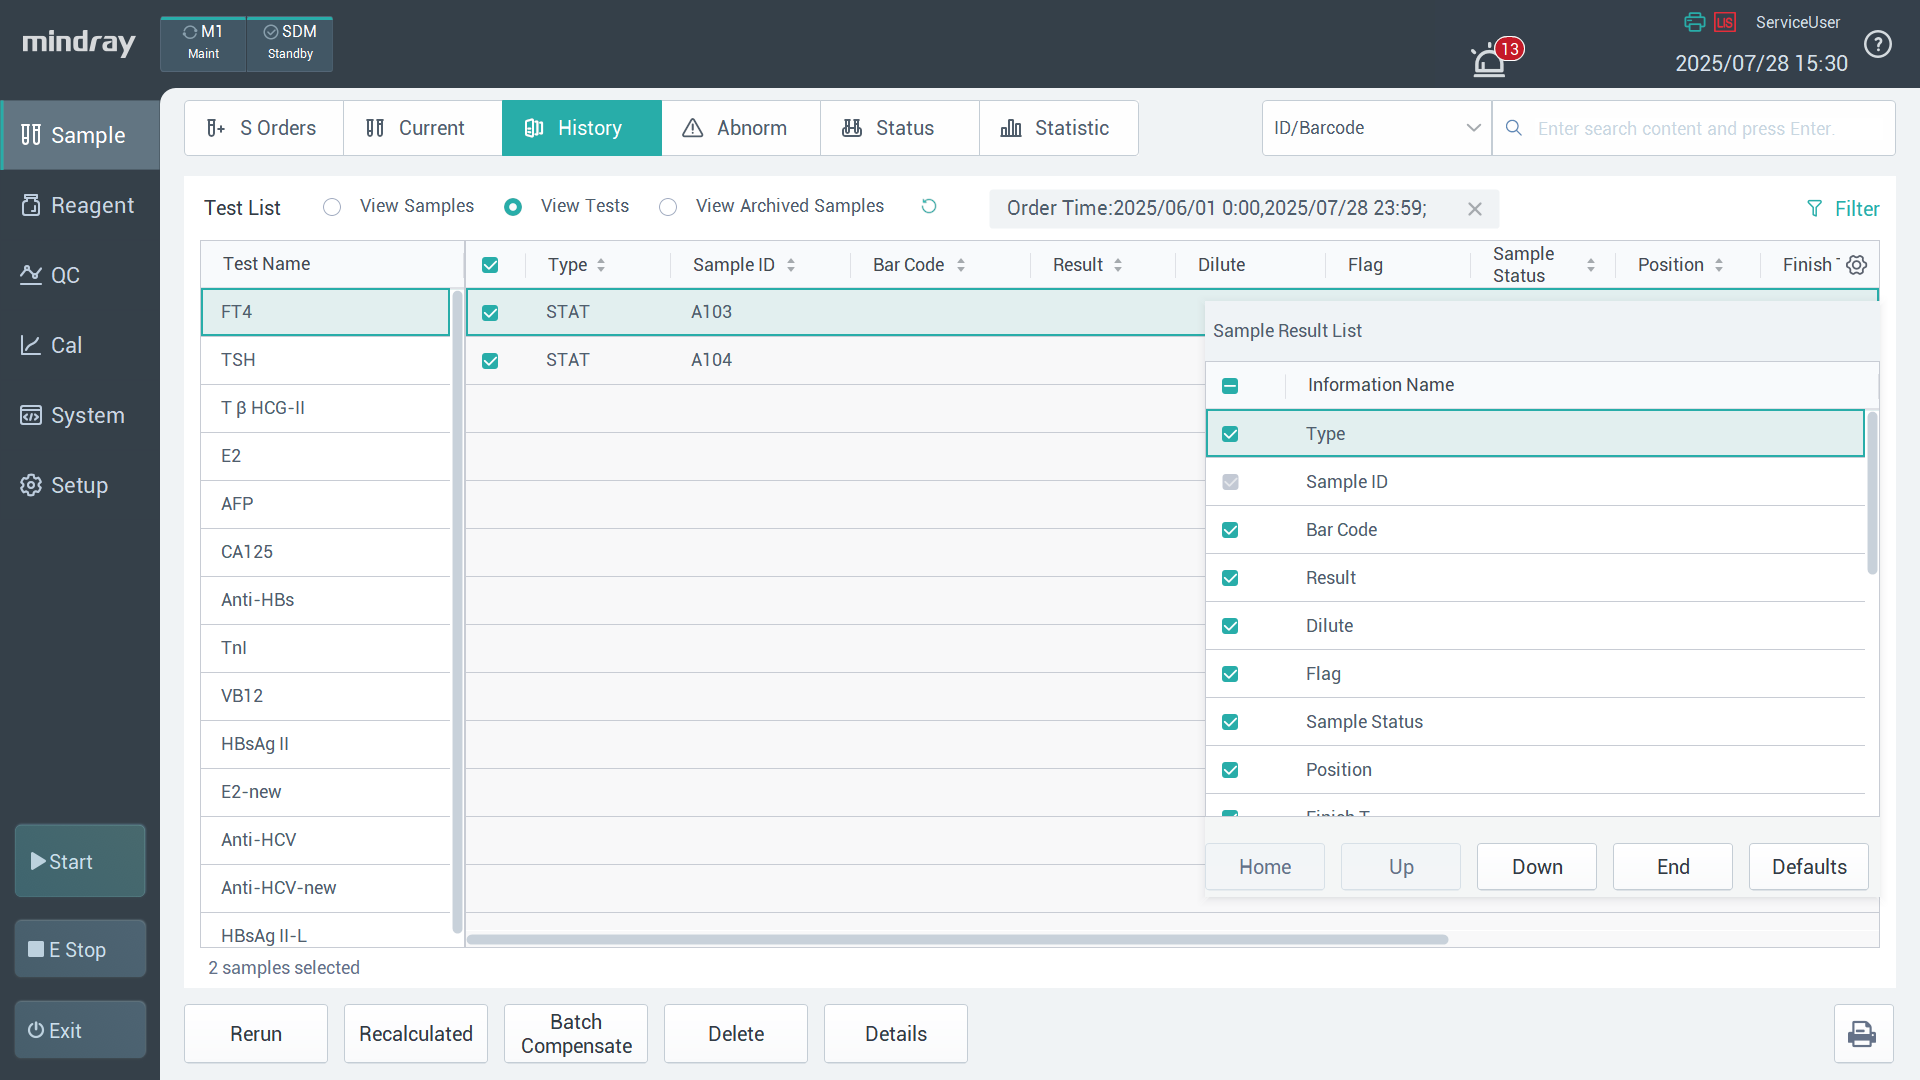 mindray
M1
Maint
SDM
Standby
13
LIS
ServiceUser
2025/07/28 15:30
Sample
Reagent
QC
Cal
System
Setup
Start
E Stop
Exit
S Orders
Current
History
Abnorm
Status
Statistic
ID/Barcode
Enter search content and press Enter.
Test List
View Samples
View Tests
View Archived Samples
Order Time:2025/06/01 0:00,2025/07/28 23:59;
Filter
Test Name
Type
Sample ID
Bar Code
Result
Dilute
Flag
Sample
Status
Position
Finish
FT4
STAT
A103
TSH
STAT
A104
T β HCG-II
E2
AFP
CA125
Anti-HBs
TnI
VB12
HBsAg II
E2-new
Anti-HCV
Anti-HCV-new
HBsAg II-L
Sample Result List
Information Name
Type
Sample ID
Bar Code
Result
Dilute
Flag
Sample Status
Position
Finish T
Home
Up
Down
End
Defaults
2 samples selected
Rerun
Recalculated
Batch
Compensate
Delete
Details